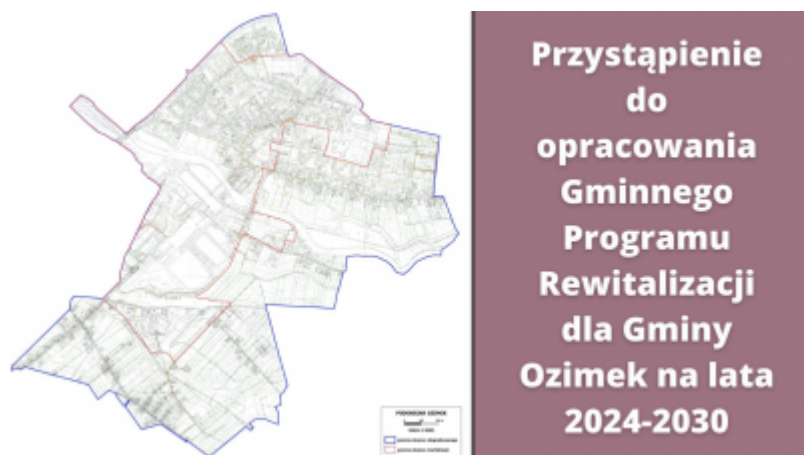 Przystąpienie
do
opracowania
Gminnego
Programu
Rewitalizacji
dla Gminy
Ozimek na lata
2024-2030